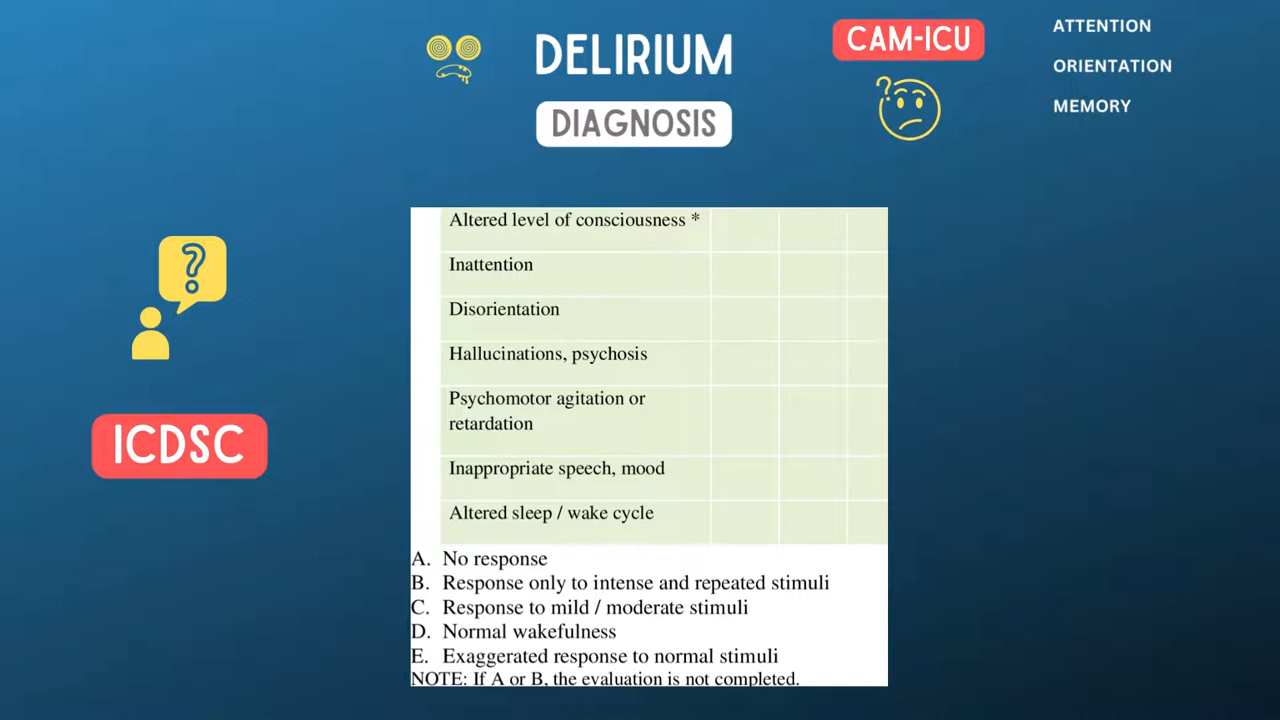 DELIRIUM
DIAGNOSIS
CAM-ICU
?
ATTENTION
ORIENTATION
MEMORY
?
ICDSC
Altered level of consciousness *
Inattention
Disorientation
Hallucinations, psychosis
Psychomotor agitation or
retardation
Inappropriate speech, mood
Altered sleep / wake cycle
A. No response
B. Response only to intense and repeated stimuli
C. Response to mild / moderate stimuli
D. Normal wakefulness
E. Exaggerated response to normal stimuli
NOTE: If A or B, the evaluation is not completed.